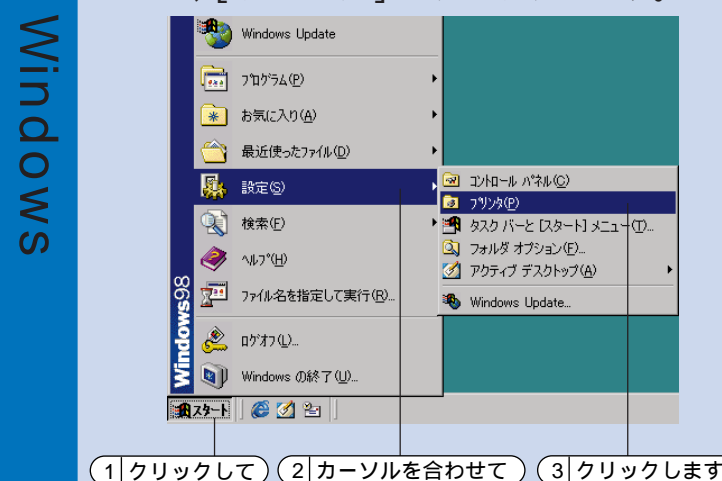 Windows
Windows Update
プログラム(P)
お気に入り(A)
最近使ったファイル(D)
設定(S)
検索(F)
ヘルプ(H)
ファイル名を指定して実行(R)...
ログオフ(L)...
Windows の終了(U)...
Windows98
コントロール パネル(C)
プリンタ(P)
タスク バーと [スタート] メニュー(T)...
フォルダ オプション(F)...
アクティブ デスクトップ(A)
Windows Update...
スタート
1 クリックして
2 カーソルを合わせて
3 クリックします